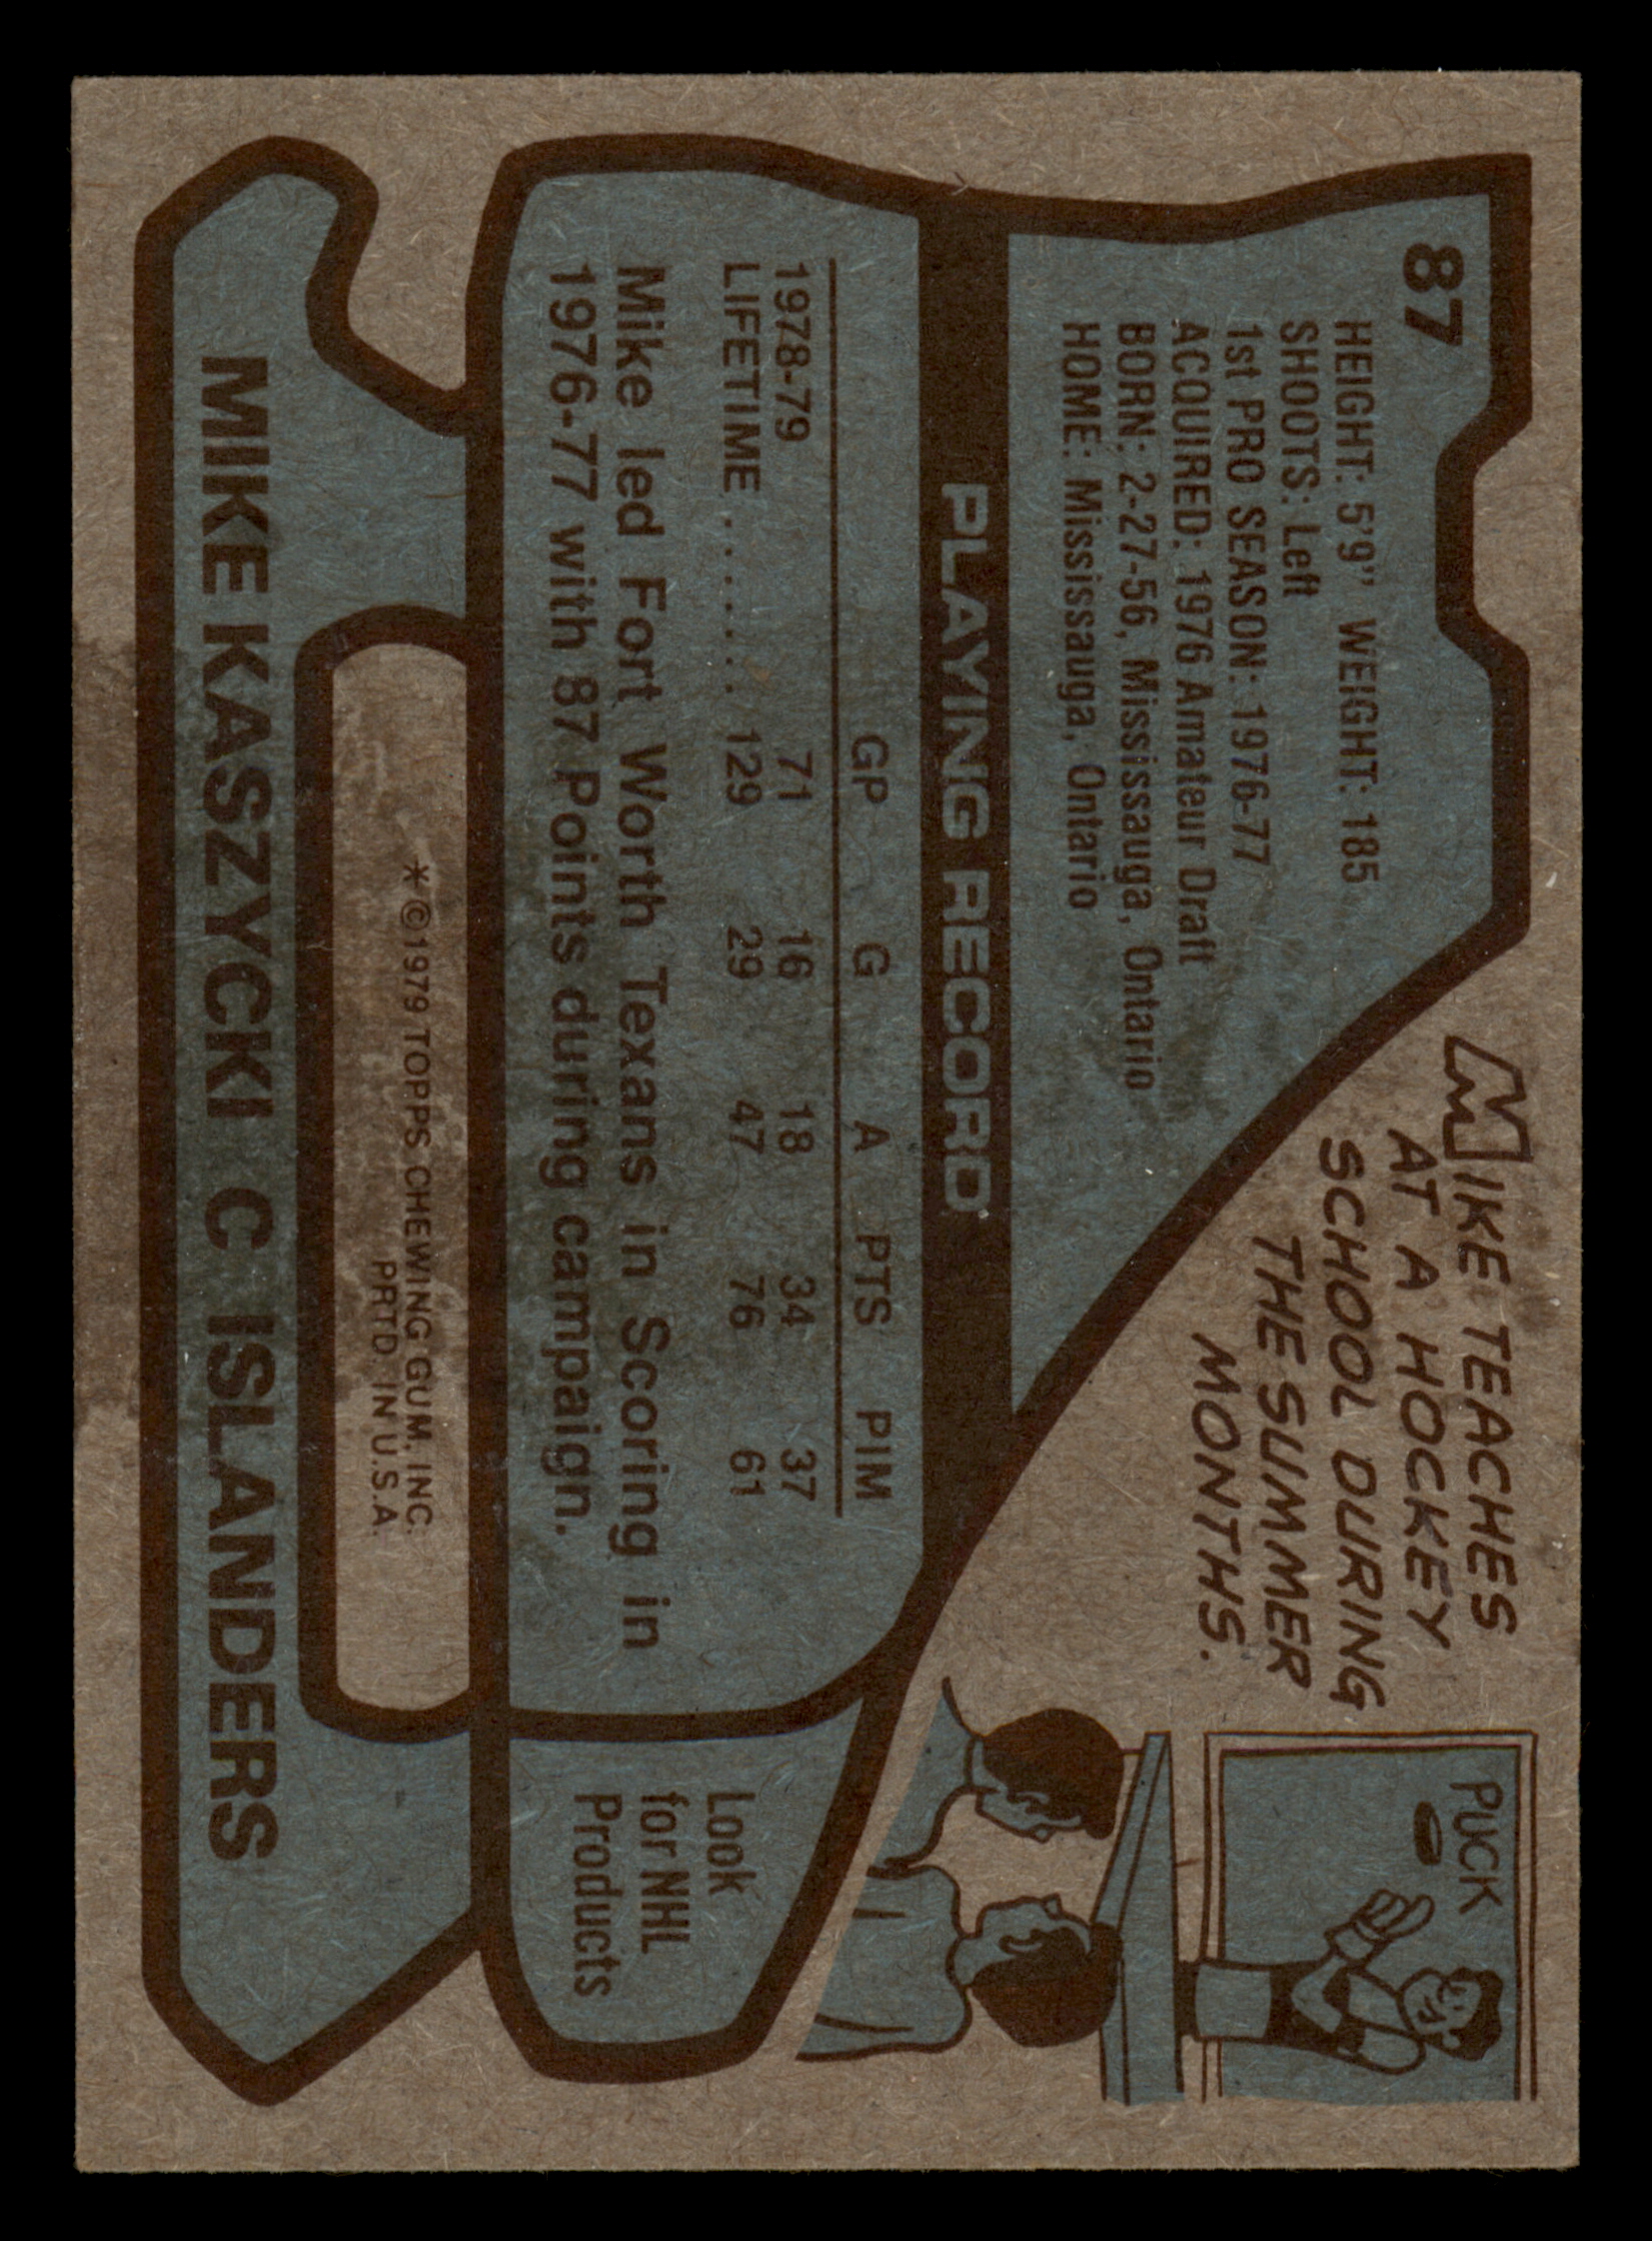 87
HEIGHT: 5'9" WEIGHT: 185
SHOOTS: Left
1st PRO SEASON: 1976-77
ACQUIRED: 1976 Amateur Draft
BORN: 2-27-56, Mississauga, Ontario
HOME: Mississauga, Ontario
MIKE TEACHES
AT A HOCKEY
SCHOOL DURING
THE SUMMER
MONTHS.
PUCK
PLAYING RECORD
GP G A PTS PIM
1978-79 71 16 18 34 37
LIFETIME ....... 129 29 47 76 61
Mike led Fort Worth Texans in Scoring in
1976-77 with 87 Points during campaign.
Look
for NHL
Products
*©1979 TOPPS CHEWING GUM, INC.
PRTD. IN U.S.A.
MIKE KASZYCKI C ISLANDERS